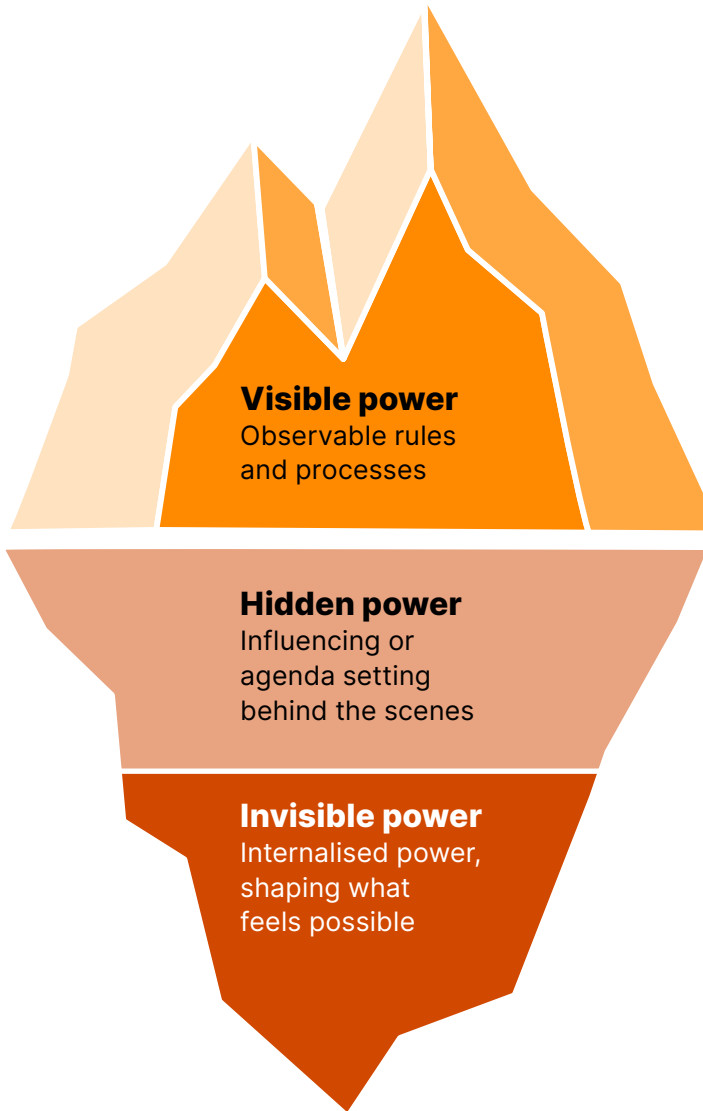 Visible power
Observable rules
and processes
Hidden power
Influencing or
agenda setting
behind the scenes
Invisible power
Internalised power,
shaping what
feels possible